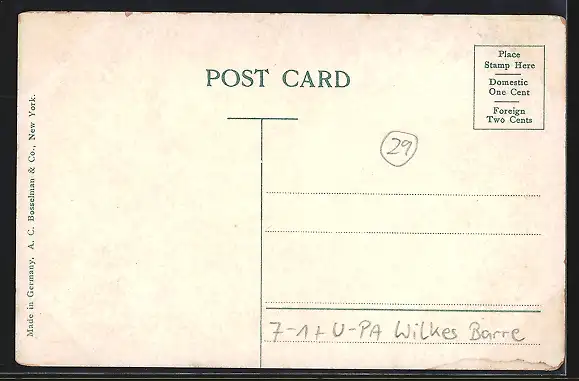 POST CARD
Place
Stamp Here
Domestic
One Cent
Foreign
Two Cents
29
Made in Germany. A. C. Bosselman & Co., New York.
7-1+ U-PA Wilkes Barre